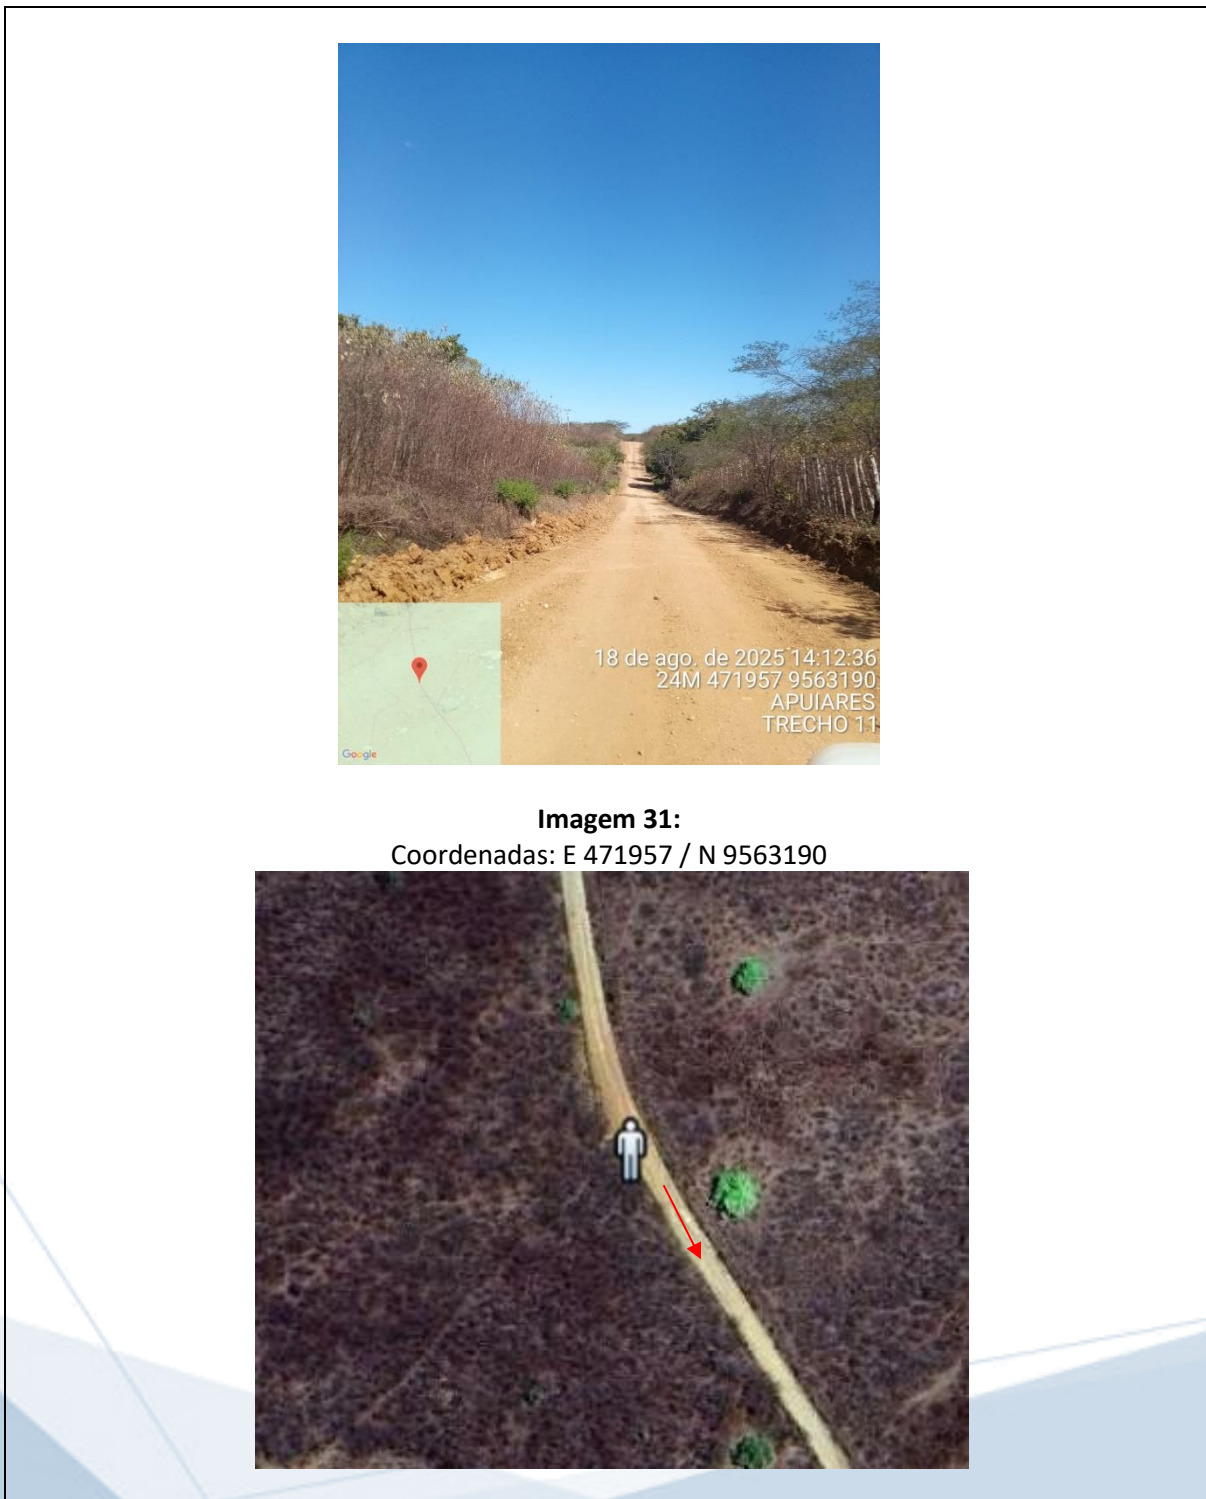 18 de ago. de 2025 14:12:36
24M 471957 9563190
APUIARES
TRECHO 11
Google
Imagem 31:
Coordenadas: E 471957 / N 9563190